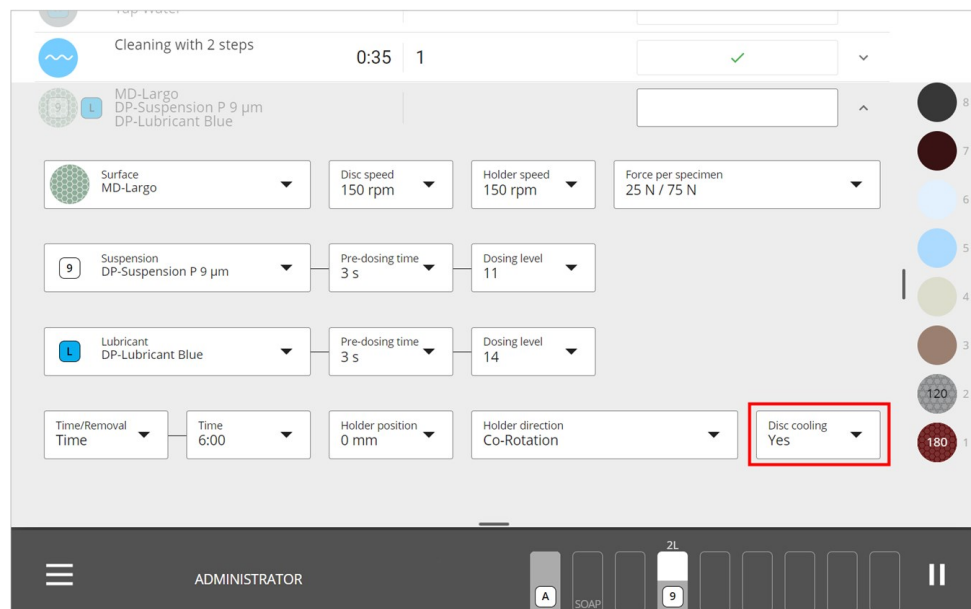 Tap Water
Cleaning with 2 steps
0:35
1
MD-Largo
DP-Suspension P 9 µm
DP-Lubricant Blue
9
L
Surface
MD-Largo
Disc speed
150 rpm
Holder speed
150 rpm
Force per specimen
25 N / 75 N
9
Suspension
DP-Suspension P 9 µm
Pre-dosing time
3 s
Dosing level
11
L
Lubricant
DP-Lubricant Blue
Pre-dosing time
3 s
Dosing level
14
Time/Removal
Time
Time
6:00
Holder position
0 mm
Holder direction
Co-Rotation
Disc cooling
Yes
8
7
6
5
4
3
120
2
180
1
ADMINISTRATOR
A
SOAP
2L
9